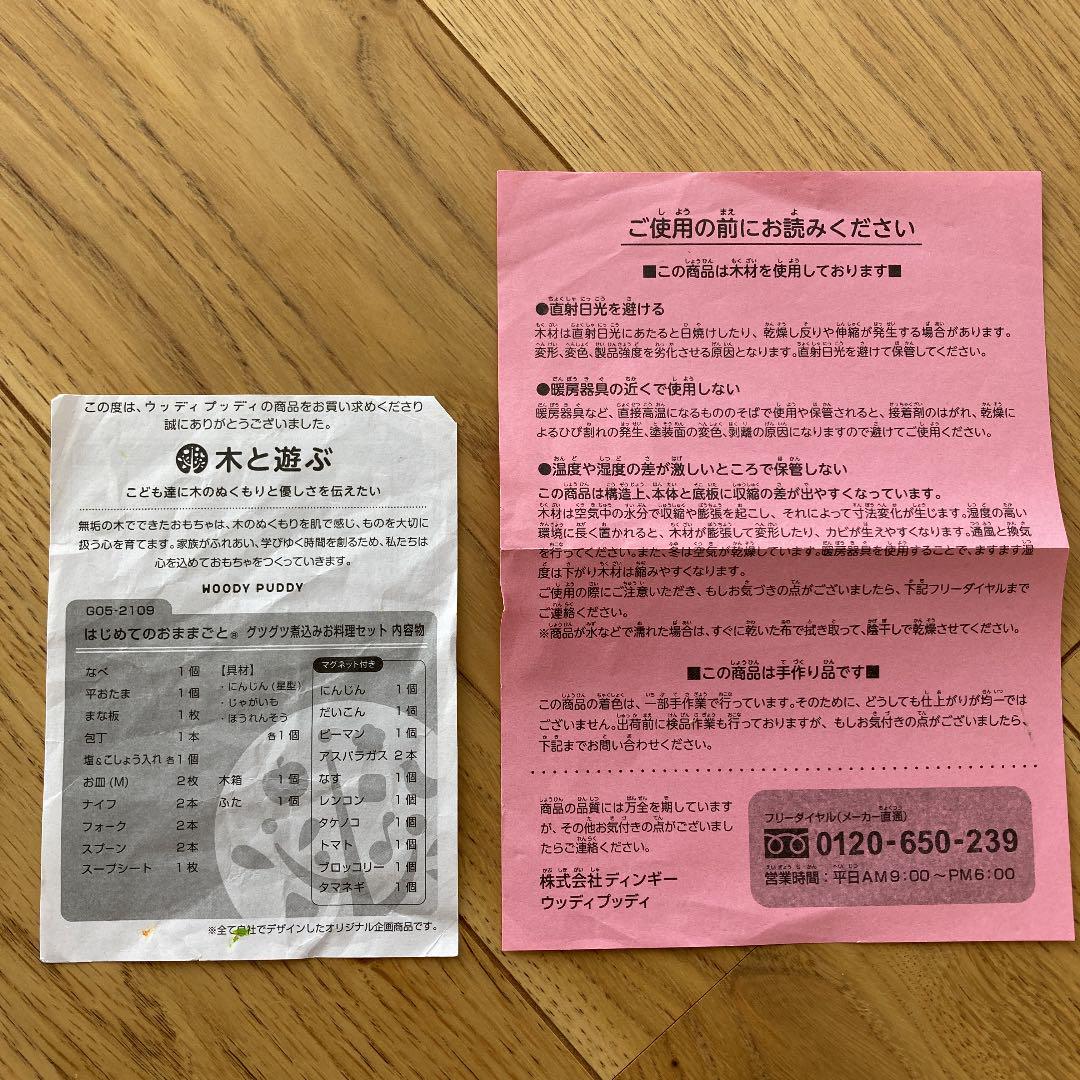 この度は、ウッディプッディの商品をお買い求めくださり
誠にありがとうございました。
木と遊ぶ
こども達に木のぬくもりと優しさを伝えたい
無垢の木でできたおもちゃは、木のぬくもりを肌で感じ、ものを大切に
扱う心を育てます。家族がふれあい、学びゆく時間を創るため、私たちは
心を込めておもちゃをつくっていきます。
WOODY PUDDY
G05-2109
はじめてのおままごと® グツグツ煮込みお料理セット 内容物
なべ 1個
平おたま 1個
まな板 1枚
包丁 1本
塩&こしょう入れ 各1個
お皿(M) 2枚
ナイフ 2本
フォーク 2本
スプーン 2本
スープシート 1枚
【具材】
・にんじん(星型)
・じゃがいも
・ほうれんそう
各1個
木箱 1個
ふた 1個
マグネット付き
にんじん 1個
だいこん 1個
ピーマン 1個
アスパラガス 2本
なす 1個
レンコン 1個
タケノコ 1個
トマト 1個
ブロッコリー 1個
タマネギ 1個
※全て自社でデザインしたオリジナル企画商品です。
ご使用の前にお読みください
■この商品は木材を使用しております■
●直射日光を避ける
木材は直射日光にあたると日焼けしたり、乾燥し反りや伸縮が発生する場合があります。
変形、変色、製品強度を劣化させる原因となります。直射日光を避けて保管してください。
●暖房器具の近くで使用しない
暖房器具など、直接高温になるもののそばで使用や保管されると、接着剤のはがれ、乾燥に
よるひび割れの発生、塗装面の変色、剥離の原因になりますので避けてご使用ください。
●温度や湿度の差が激しいところで保管しない
この商品は構造上、本体と底板に収縮の差が出やすくなっています。
木材は空気中の水分で収縮や膨張を起こし、それによって寸法変化が生じます。湿度の高い
環境に長く置かれると、木材が膨張して変形したり、カビが生えやすくなります。通風と換気
を行ってください。また、冬は空気が乾燥しています。暖房器具を使用することで、ますます湿
度は下がり木材は縮みやすくなります。
ご使用の際にご注意いただき、もしお気づきの点がございましたら、下記フリーダイヤルまで
ご連絡ください。
※商品が水などで濡れた場合は、すぐに乾いた布で拭き取って、陰干しで乾燥させてください。
■この商品は手作り品です■
この商品の着色は、一部手作業で行っています。そのために、どうしても仕上がりが均一では
ございません。出荷前に検品作業も行っておりますが、もしお気付きの点がございましたら、
下記までお問い合わせください。
商品の品質には万全を期しています
が、その他お気付きの点がございまし
たらご連絡ください。
株式会社ディンギー
ウッディプッディ
フリーダイヤル(メーカー直通)
0120-650-239
営業時間：平日AM9:00～PM6:00